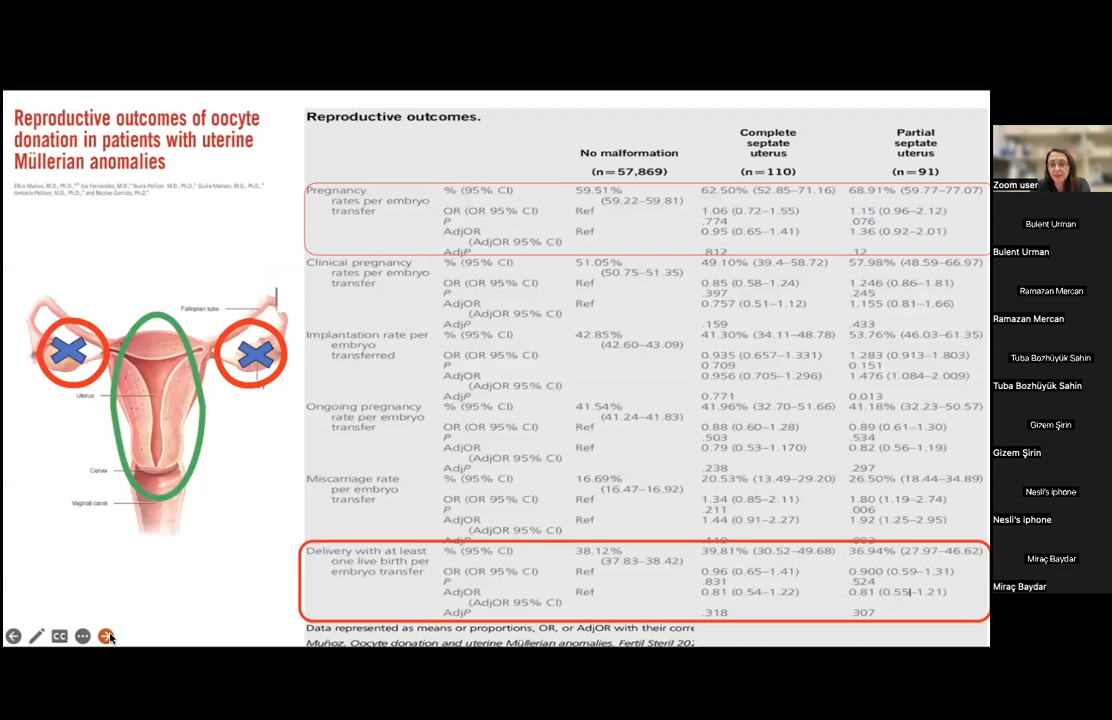 Reproductive outcomes of oocyte
donation in patients with uterine
Müllerian anomalies
Fallopian tube
Uterus
Cervix
Vaginal canal
Reproductive outcomes.
No malformation
(n=57,869)
Complete
septate
uterus
(n=110)
Partial
septate
uterus
(n=91)
Pregnancy % (95% CI) 59.51% 62.50% (52.85–71.16) 68.91% (59.77–77.07)
rates per embryo (59.22–59.81)
transfer OR (OR 95% CI) Ref 1.06 (0.72–1.55) 1.15 (0.96–2.12)
P .774 .076
AdjOR Ref 0.95 (0.65–1.41) 1.36 (0.92–2.01)
(AdjOR 95% CI)
AdjP .812 .12
Clinical pregnancy % (95% CI) 51.05% 49.10% (39.4–58.72) 57.98% (48.59–66.97)
rates per embryo (50.75–51.35)
transfer OR (OR 95% CI) Ref 0.85 (0.58–1.24) 1.246 (0.86–1.81)
P .397 .245
AdjOR Ref 0.757 (0.51–1.12) 1.155 (0.81–1.66)
(AdjOR 95% CI)
AdjP .159 .433
Implantation rate per % (95% CI) 42.85% 41.30% (34.11–48.78) 53.76% (46.03–61.35)
embryo (42.60–43.09)
transferred OR (OR 95% CI) Ref 0.935 (0.657–1.331) 1.283 (0.913–1.803)
P 0.709 0.151
AdjOR Ref 0.956 (0.705–1.296) 1.476 (1.084–2.009)
(AdjOR 95% CI)
AdjP 0.771 0.013
Ongoing pregnancy % (95% CI) 41.54% 41.96% (32.70–51.66) 41.18% (32.23–50.57)
rate per embryo (41.24–41.83)
transfer OR (OR 95% CI) Ref 0.88 (0.60–1.28) 0.89 (0.61–1.30)
P .503 .534
AdjOR Ref 0.79 (0.53–1.170) 0.82 (0.56–1.19)
(AdjOR 95% CI)
AdjP .238 .297
Miscarriage rate % (95% CI) 16.69% 20.53% (13.49–29.20) 26.50% (18.44–34.89)
per embryo (16.47–16.92)
transfer OR (OR 95% CI) Ref 1.34 (0.85–2.11) 1.80 (1.19–2.74)
P .211 .006
AdjOR Ref 1.44 (0.91–2.27) 1.92 (1.25–2.95)
(AdjOR 95% CI)
Delivery with at least % (95% CI) 38.12% 39.81% (30.52–49.68) 36.94% (27.97–46.62)
one live birth per (37.83–38.42)
embryo transfer OR (OR 95% CI) Ref 0.96 (0.65–1.41) 0.900 (0.59–1.31)
P .831 .524
AdjOR Ref 0.81 (0.54–1.22) 0.81 (0.55–1.21)
(AdjOR 95% CI)
AdjP .318 .307
Data represented as means or proportions, OR, or AdjOR with their corre
Muñoz. Oocyte donation and uterine Müllerian anomalies. Fertil Steril 202
CC
Zoom user
Bulent Urman
Bulent Urman
Ramazan Mercan
Ramazan Mercan
Tuba Bozhüyük Sahin
Tuba Bozhüyük Sahin
Gizem Şirin
Gizem Şirin
Nesli's iphone
Nesli's iphone
Miraç Baydar
Miraç Baydar